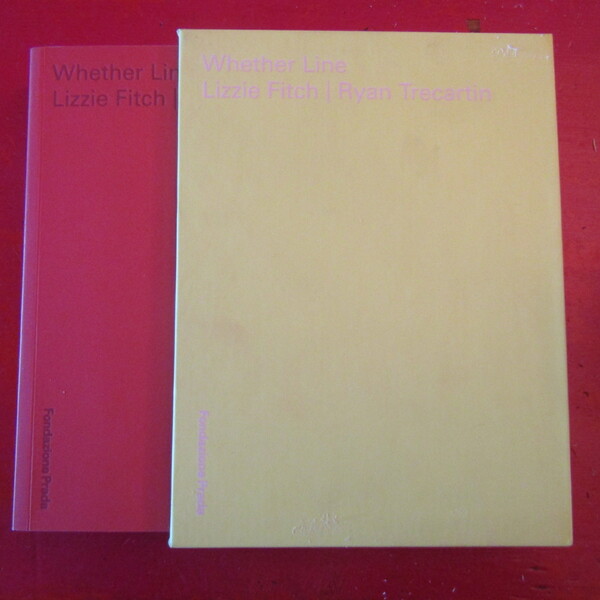 Whether Lin
Lizzie Fitch |
Fondazione Prada
Whether Line
Lizzie Fitch | Ryan Trecartin
Fondazione Prada